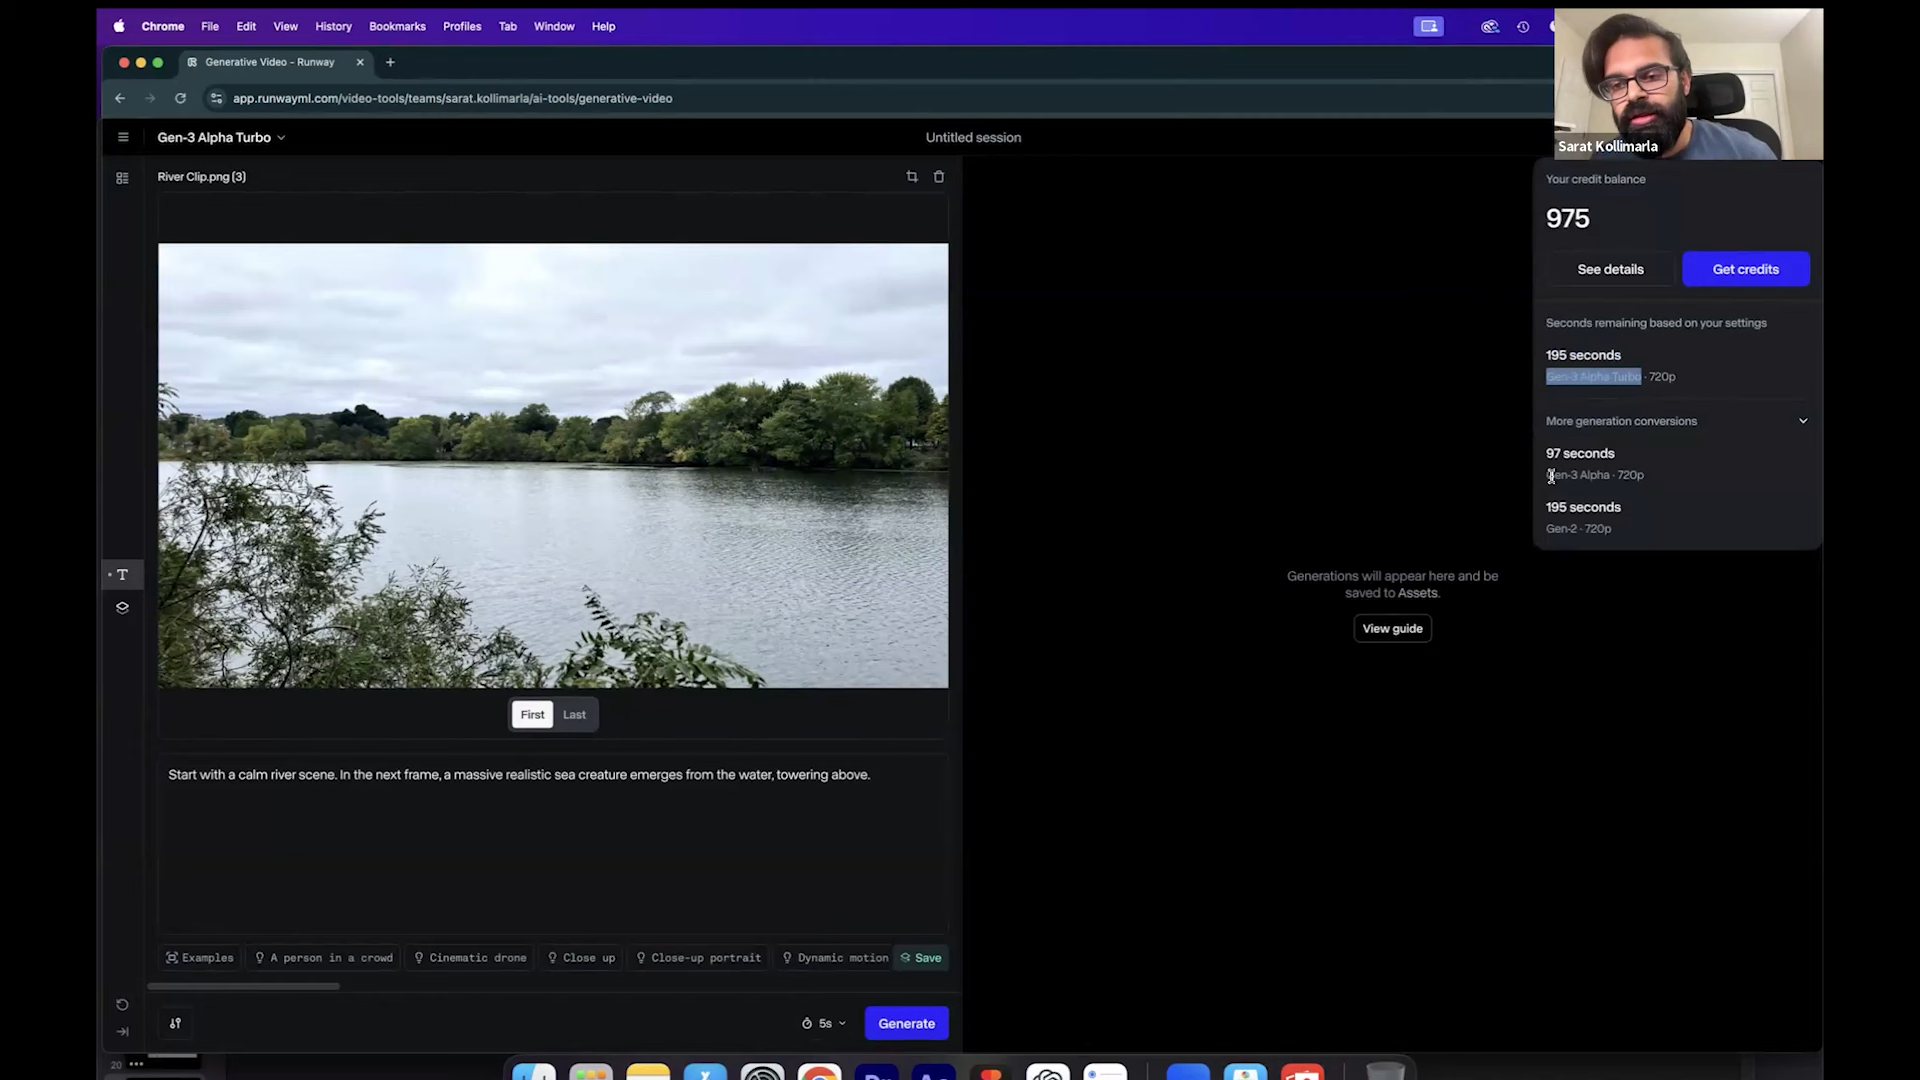 Chrome File Edit View History Bookmarks Profiles Tab Window Help
Generative Video - Runway
app.runwayml.com/video-tools/teams/sarat.kollimarla/ai-tools/generative-video
Sarat Kollimarla
Gen-3 Alpha Turbo
Untitled session
River Clip.png (3)
Your credit balance
975
See details
Get credits
Seconds remaining based on your settings
195 seconds
Gen-3 Alpha Turbo · 720p
More generation conversions
97 seconds
Gen-3 Alpha · 720p
195 seconds
Gen-2 · 720p
T
Generations will appear here and be
saved to Assets.
View guide
First Last
Start with a calm river scene. In the next frame, a massive realistic sea creature emerges from the water, towering above.
Examples A person in a crowd Cinematic drone Close up Close-up portrait Dynamic motion Save
5s Generate
20